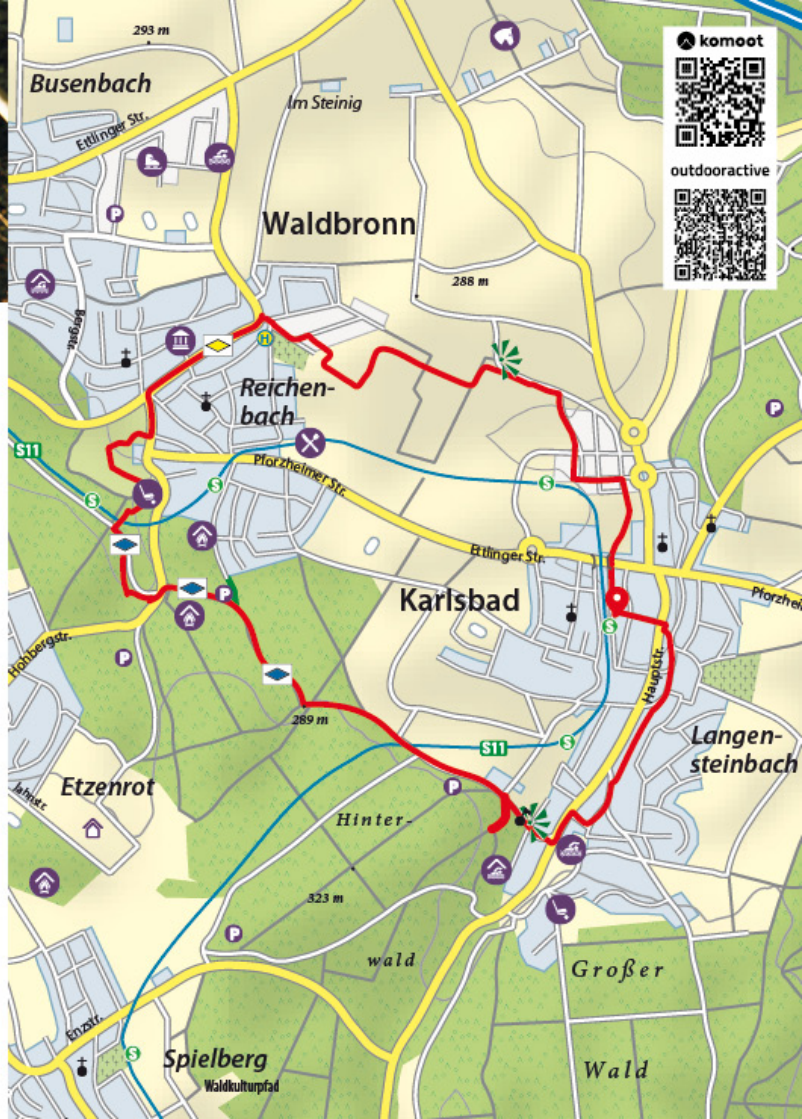 293 m
komoot
Busenbach
Im Steinig
Ettlinger Str.
outdooractive
P
Waldbronn
288 m
Bergstr.
H
Reichen-
bach
P
S11
Pforzheimer Str.
S
S
S
Ettlinger Str.
P
Karlsbad
Pforzhei
S
Hohbergstr.
P
Hauptstr.
289 m
S11
S
Langen-
steinbach
Etzenrot
P
Jahnstr.
Hinter-
323 m
P
wald
Großer
Enzstr.
S
Spielberg
Waldkulturpfad
Wald